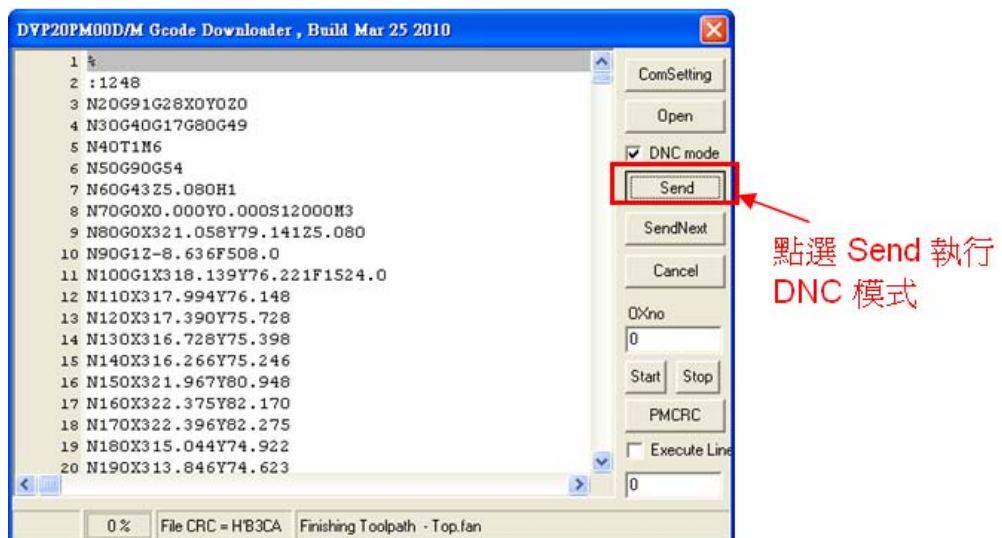 DVP20PM00D/M Gcode Downloader , Build Mar 25 2010
1 %
2 :1248
3 N20G91G28X0Y0Z0
4 N30G40G17G80G49
5 N40T1M6
6 N50G90G54
7 N60G43Z5.080H1
8 N70G0X0.000Y0.000S12000M3
9 N80G0X321.058Y79.141Z5.080
10 N90G1Z-8.636F508.0
11 N100G1X318.139Y76.221F1524.0
12 N110X317.994Y76.148
13 N120X317.390Y75.728
14 N130X316.728Y75.398
15 N140X316.266Y75.246
16 N150X321.967Y80.948
17 N160X322.375Y82.170
18 N170X322.396Y82.275
19 N180X315.044Y74.922
20 N190X313.846Y74.623
ComSetting
Open
DNC mode
Send
SendNext
Cancel
OXno
0
Start Stop
PMCRC
Execute Line
0
0 % File CRC = H'B3CA Finishing Toolpath - Top.fan
點選 Send 執行
DNC 模式